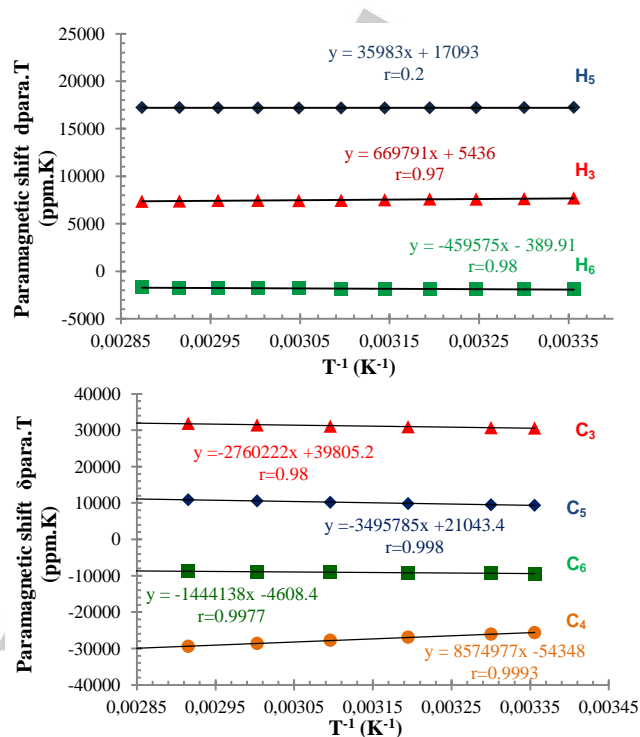 25000
20000
15000
10000
5000
0
-5000
Paramagnetic shift dpara.T
(ppm.K)
y = 35983x + 17093
r=0.2
H5
y = 669791x + 5436
r=0.97
H3
y = -459575x - 389.91
r=0.98
H6
0,00285 0,00295 0,00305 0,00315 0,00325 0,00335
T-1 (K-1)
40000
30000
20000
10000
0
-10000
-20000
-30000
-40000
Paramagnetic shift δpara.T
(ppm.K)
C3
y =-2760222x +39805.2
r=0.98
C5
y =-3495785x +21043.4
r=0.998
C6
y = -1444138x -4608.4
r=0.9977
C4
y = 8574977x -54348
r=0.9993
0,00285 0,00295 0,00305 0,00315 0,00325 0,00335 0,00345
T-1 (K-1)